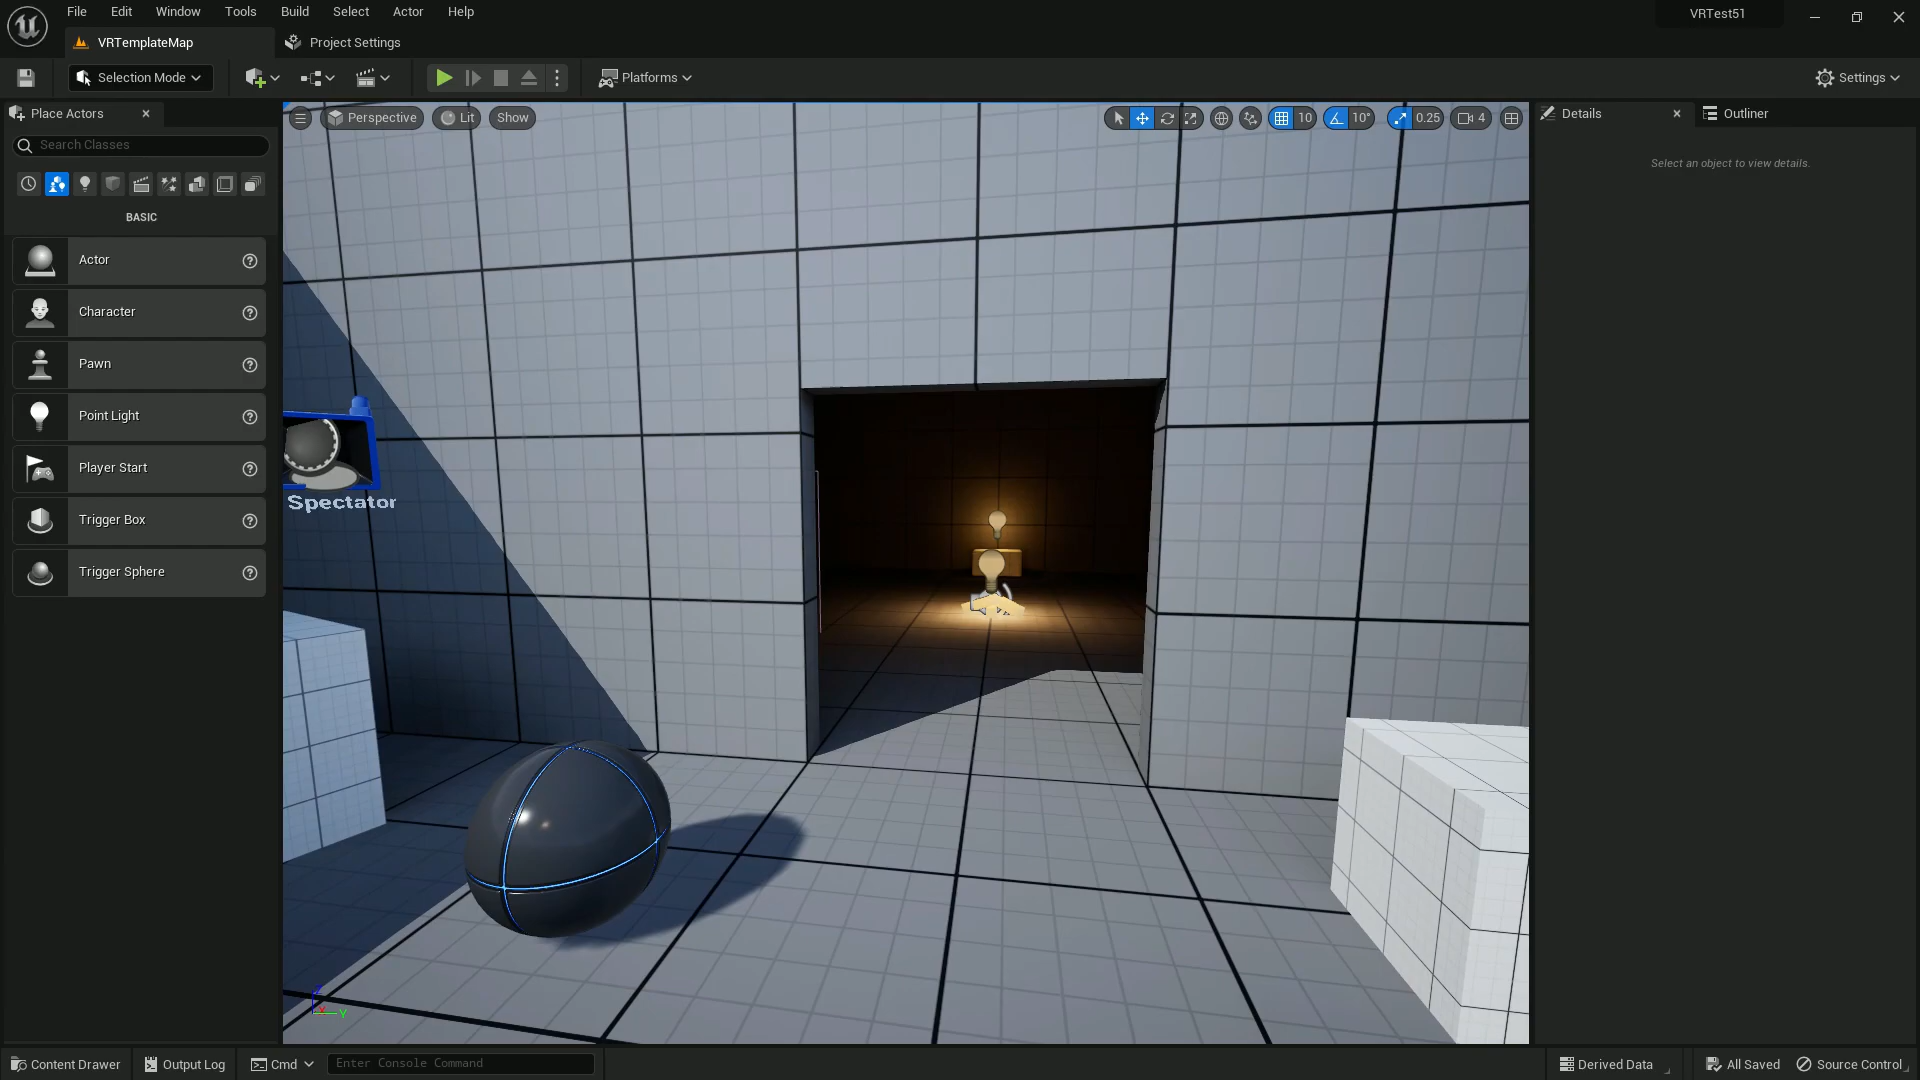 File Edit Window Tools Build Select Actor Help
VRTest51
VRTemplateMap
Project Settings
Selection Mode
Platforms
Settings
Place Actors
Search Classes
BASIC
Actor
Character
Pawn
Point Light
Player Start
Trigger Box
Trigger Sphere
Perspective
Lit
Show
10
10°
0.25
4
Spectator
Z
X
Y
Details
Outliner
Select an object to view details.
Content Drawer
Output Log
Cmd
Enter Console Command
Derived Data
All Saved
Source Control